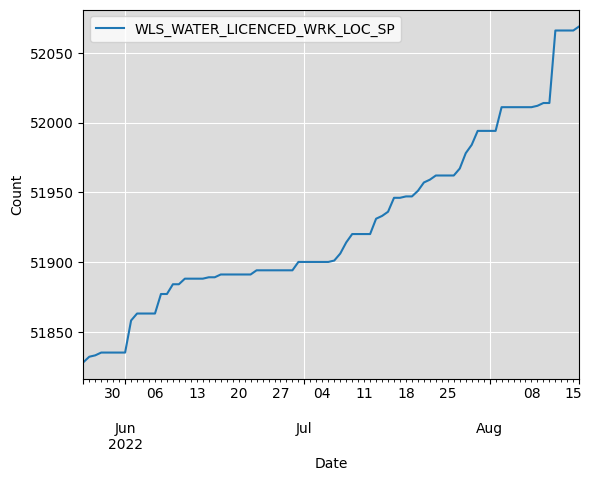 WLS_WATER_LICENCED_WRK_LOC_SP
52050
52000
51950
51900
51850
Count
30 06 13 20 27 04 11 18 25 08 15
Jun Jul Aug
2022
Date